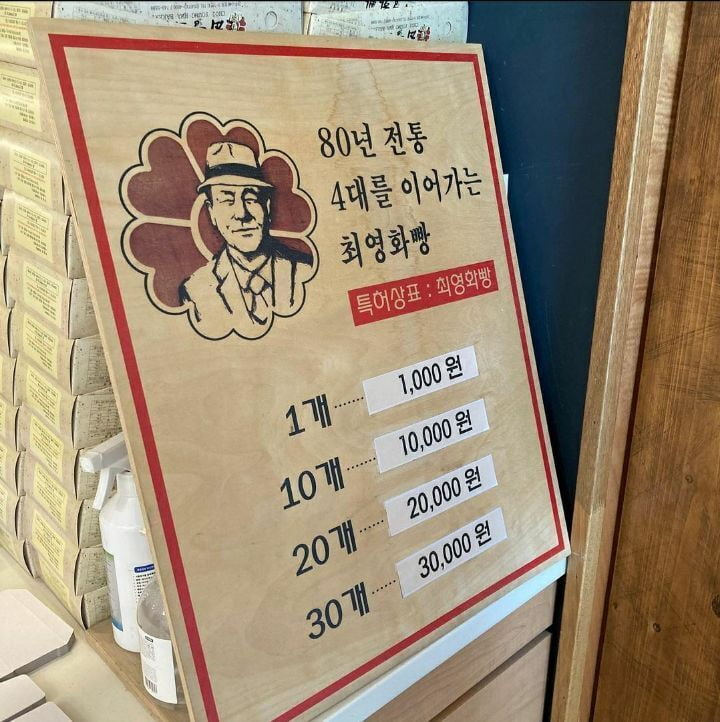 80년 전통
4대를 이어가는
최영화빵
특허상표 : 최영화빵
1개 ...... 1,000 원
10개 ...... 10,000 원
20개 ...... 20,000 원
30개 ...... 30,000 원